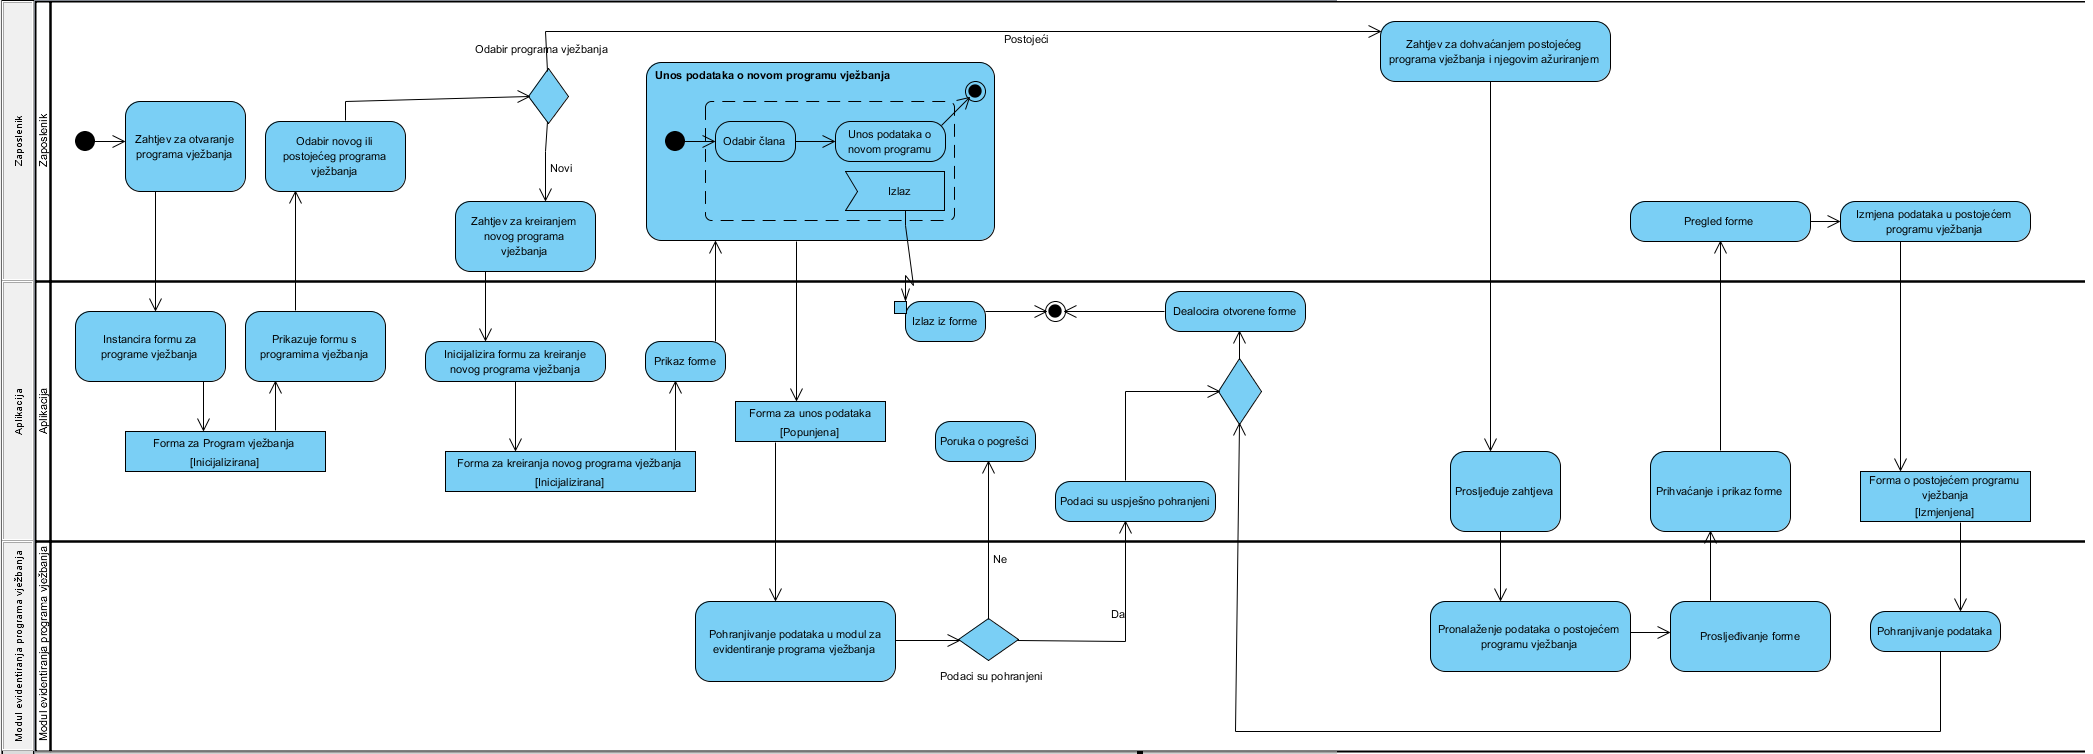 Zaposlenik
Zaposlenik
Odabir programa vježbanja
Postojeći
Zahtjev za dohvaćanjem postojećeg
programa vježbanja i njegovim ažuriranjem
Unos podataka o novom programu vježbanja
Zahtjev za otvaranje
programa vježbanja
Odabir novog ili
postojećeg programa
vježbanja
Novi
Odabir člana
Unos podataka o
novom programu
Izlaz
Zahtjev za kreiranjem
novog programa
vježbanja
Pregled forme
Izmjena podataka u postojećem
programu vježbanja
Aplikacija
Aplikacija
Instancira formu za
programe vježbanja
Prikazuje formu s
programima vježbanja
Forma za Program vježbanja
[Inicijalizirana]
Inicijalizira formu za kreiranje
novog programa vježbanja
Forma za kreiranja novog programa vježbanja
[Inicijalizirana]
Prikaz forme
Forma za unos podataka
[Popunjena]
Izlaz iz forme
Dealocira otvorene forme
Poruka o pogrešci
Podaci su uspješno pohranjeni
Prosljeđuje zahtjeva
Prihvaćanje i prikaz forme
Forma o postojećem programu
vježbanja
[Izmjenjena]
Modul evidentiranja programa vježbanja
Modul evidentiranja programa vježbanja
Pohranjivanje podataka u modul za
evidentiranje programa vježbanja
Ne
Da
Podaci su pohranjeni
Pronalaženje podataka o postojećem
programu vježbanja
Prosljeđivanje forme
Pohranjivanje podataka